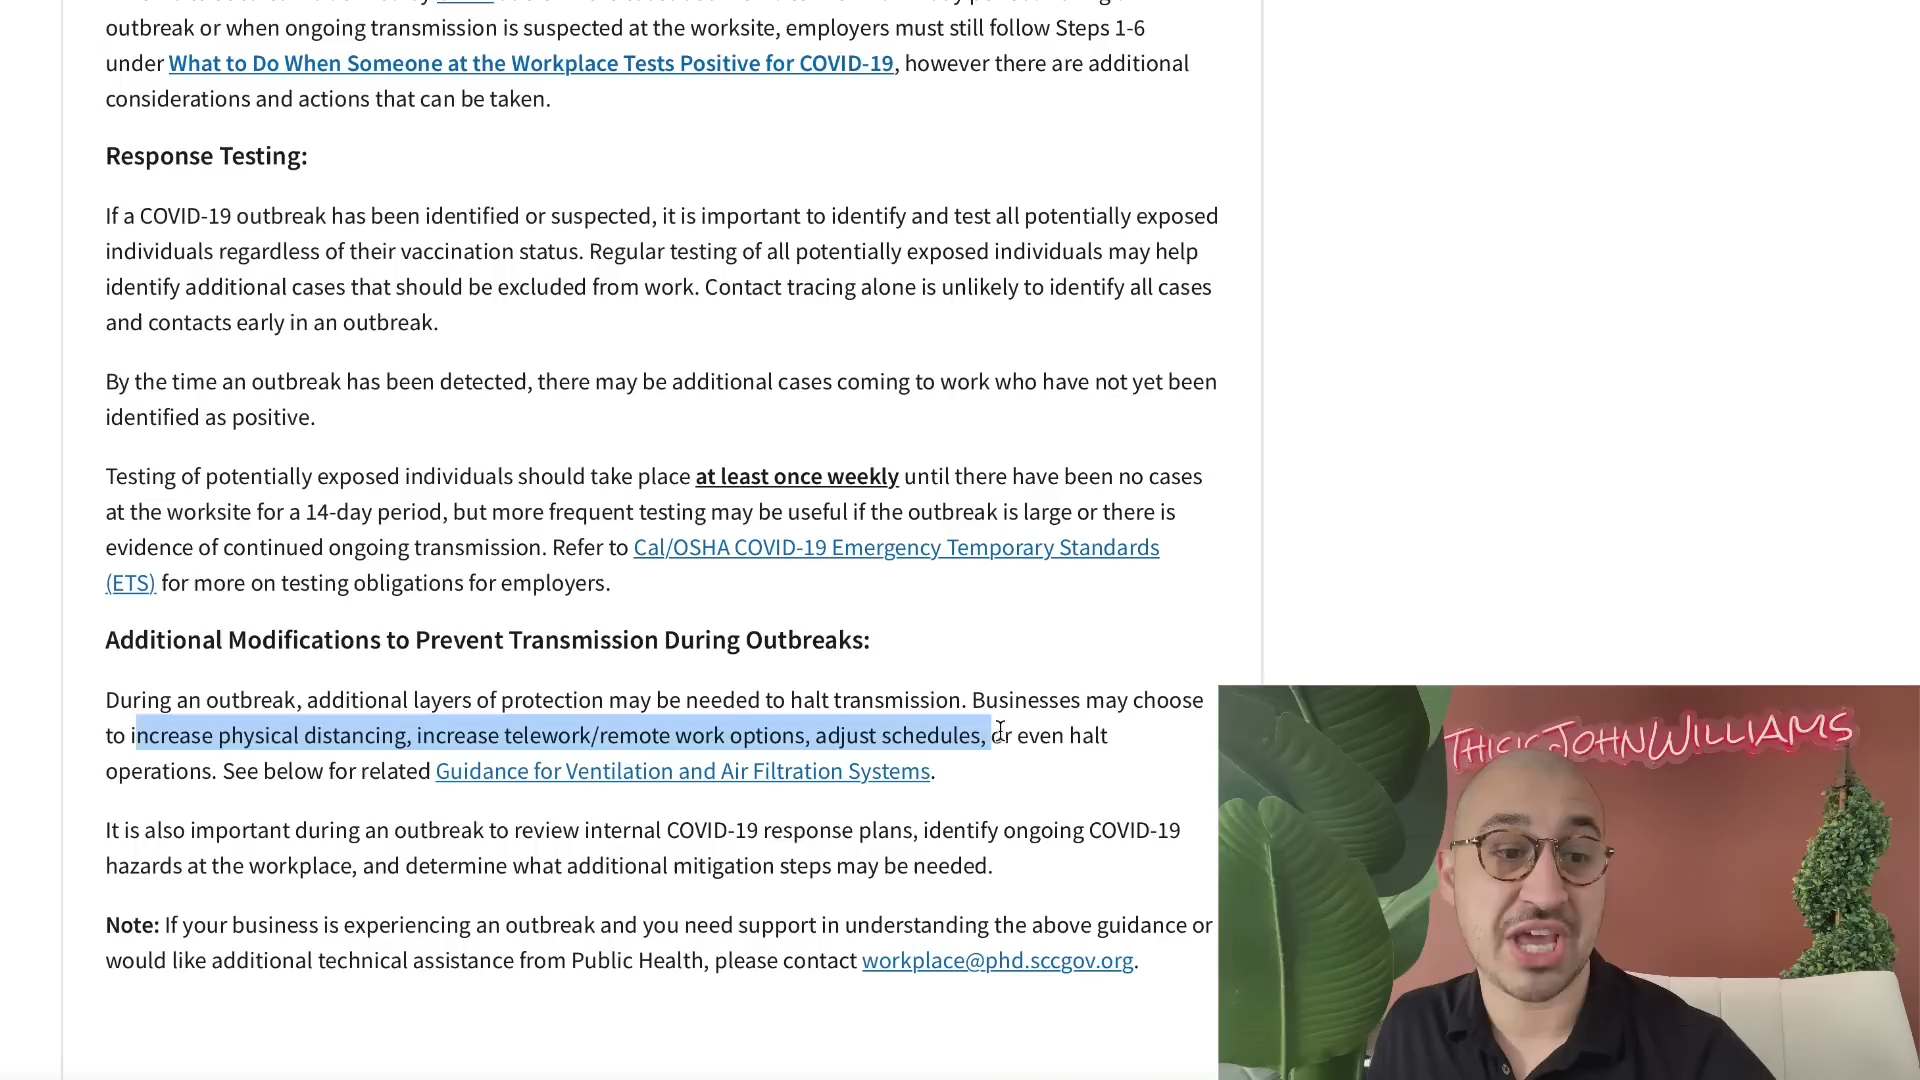 outbreak or when ongoing transmission is suspected at the worksite, employers must still follow Steps 1-6
under What to Do When Someone at the Workplace Tests Positive for COVID-19, however there are additional
considerations and actions that can be taken.
Response Testing:
If a COVID-19 outbreak has been identified or suspected, it is important to identify and test all potentially exposed
individuals regardless of their vaccination status. Regular testing of all potentially exposed individuals may help
identify additional cases that should be excluded from work. Contact tracing alone is unlikely to identify all cases
and contacts early in an outbreak.
By the time an outbreak has been detected, there may be additional cases coming to work who have not yet been
identified as positive.
Testing of potentially exposed individuals should take place at least once weekly until there have been no cases
at the worksite for a 14-day period, but more frequent testing may be useful if the outbreak is large or there is
evidence of continued ongoing transmission. Refer to Cal/OSHA COVID-19 Emergency Temporary Standards
(ETS) for more on testing obligations for employers.
Additional Modifications to Prevent Transmission During Outbreaks:
During an outbreak, additional layers of protection may be needed to halt transmission. Businesses may choose
to increase physical distancing, increase telework/remote work options, adjust schedules, or even halt
operations. See below for related Guidance for Ventilation and Air Filtration Systems.
It is also important during an outbreak to review internal COVID-19 response plans, identify ongoing COVID-19
hazards at the workplace, and determine what additional mitigation steps may be needed.
Note: If your business is experiencing an outbreak and you need support in understanding the above guidance or
would like additional technical assistance from Public Health, please contact workplace@phd.sccgov.org.
JOHNWILLIAMS